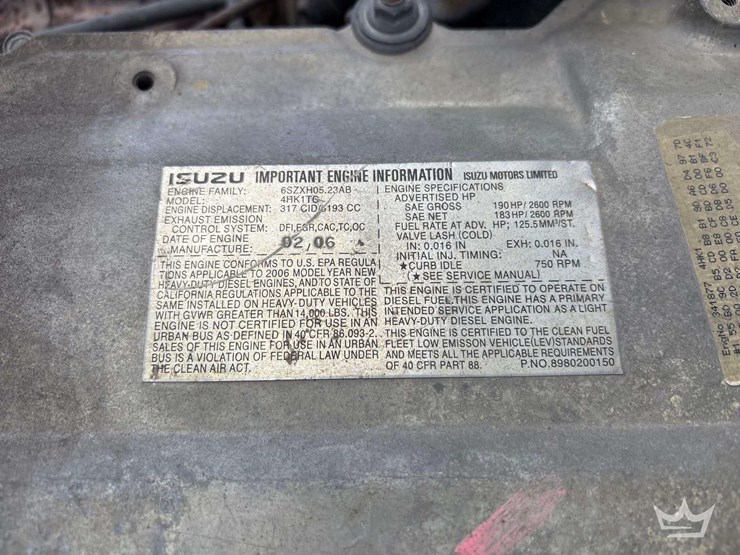 ISUZU IMPORTANT ENGINE INFORMATION ISUZU MOTORS LIMITED
ENGINE FAMILY: 6SZXH05.23AB
MODEL: 4HK1TC
ENGINE DISPLACEMENT: 317 CID/5193 CC
EXHAUST EMISSION
CONTROL SYSTEM: DFI,EGR,CAC,TC,OC
DATE OF ENGINE
MANUFACTURE: 02 06
ENGINE SPECIFICATIONS
ADVERTISED HP
SAE GROSS 190 HP/ 2600 RPM
SAE NET 183 HP/ 2600 RPM
FUEL RATE AT ADV. HP: 125.5MM³/ST.
VALVE LASH (COLD)
IN: 0.016 IN EXH: 0.016 IN.
INITIAL INJ. TIMING: NA
★CURB IDLE 750 RPM
(★SEE SERVICE MANUAL)
THIS ENGINE CONFORMS TO U.S. EPA REGULA
TIONS APPLICABLE TO 2006 MODEL YEAR NEW
HEAVY-DUTY DIESEL ENGINES, AND TO STATE OF
CALIFORNIA REGULATIONS APPLICABLE TO THE
SAME INSTALLED ON HEAVY-DUTY VEHICLES
WITH GVWR GREATER THAN 14,000 LBS. THIS
ENGINE IS NOT CERTIFIED FOR USE IN AN
URBAN BUS AS DEFINED IN 40 CFR 86.093-2.
SALES OF THIS ENGINE FOR USE IN AN URBAN
BUS IS A VIOLATION OF FEDERAL LAW UNDER
THE CLEAN AIR ACT.
THIS ENGINE IS CERTIFIED TO OPERATE ON
DIESEL FUEL.THIS ENGINE HAS A PRIMARY
INTENDED SERVICE APPLICATION AS A LIGHT
HEAVY-DUTY DIESEL ENGINE.
THIS ENGINE IS CERTIFIED TO THE CLEAN FUEL
FLEET LOW EMISSON VEHICLE(LEV)STANDARDS
AND MEETS ALL THE APPLICABLE REQUIREMENTS
OF 40 CFR PART 88. P.NO.8980200150
EngNo 341877 4HK1